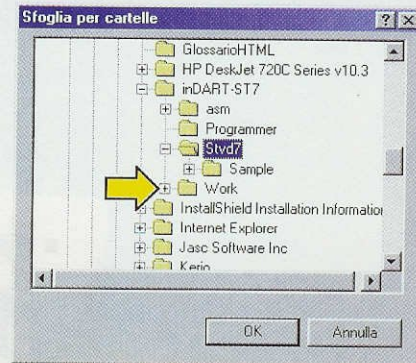 Sfoglia per cartelle
GlossarioHTML
HP DeskJet 720C Series v10.3
inDART-ST7
asm
Programmer
Stvd7
Sample
Work
InstallShield Installation Information
Internet Explorer
Jasc Software Inc
Kerio
OK
Annulla